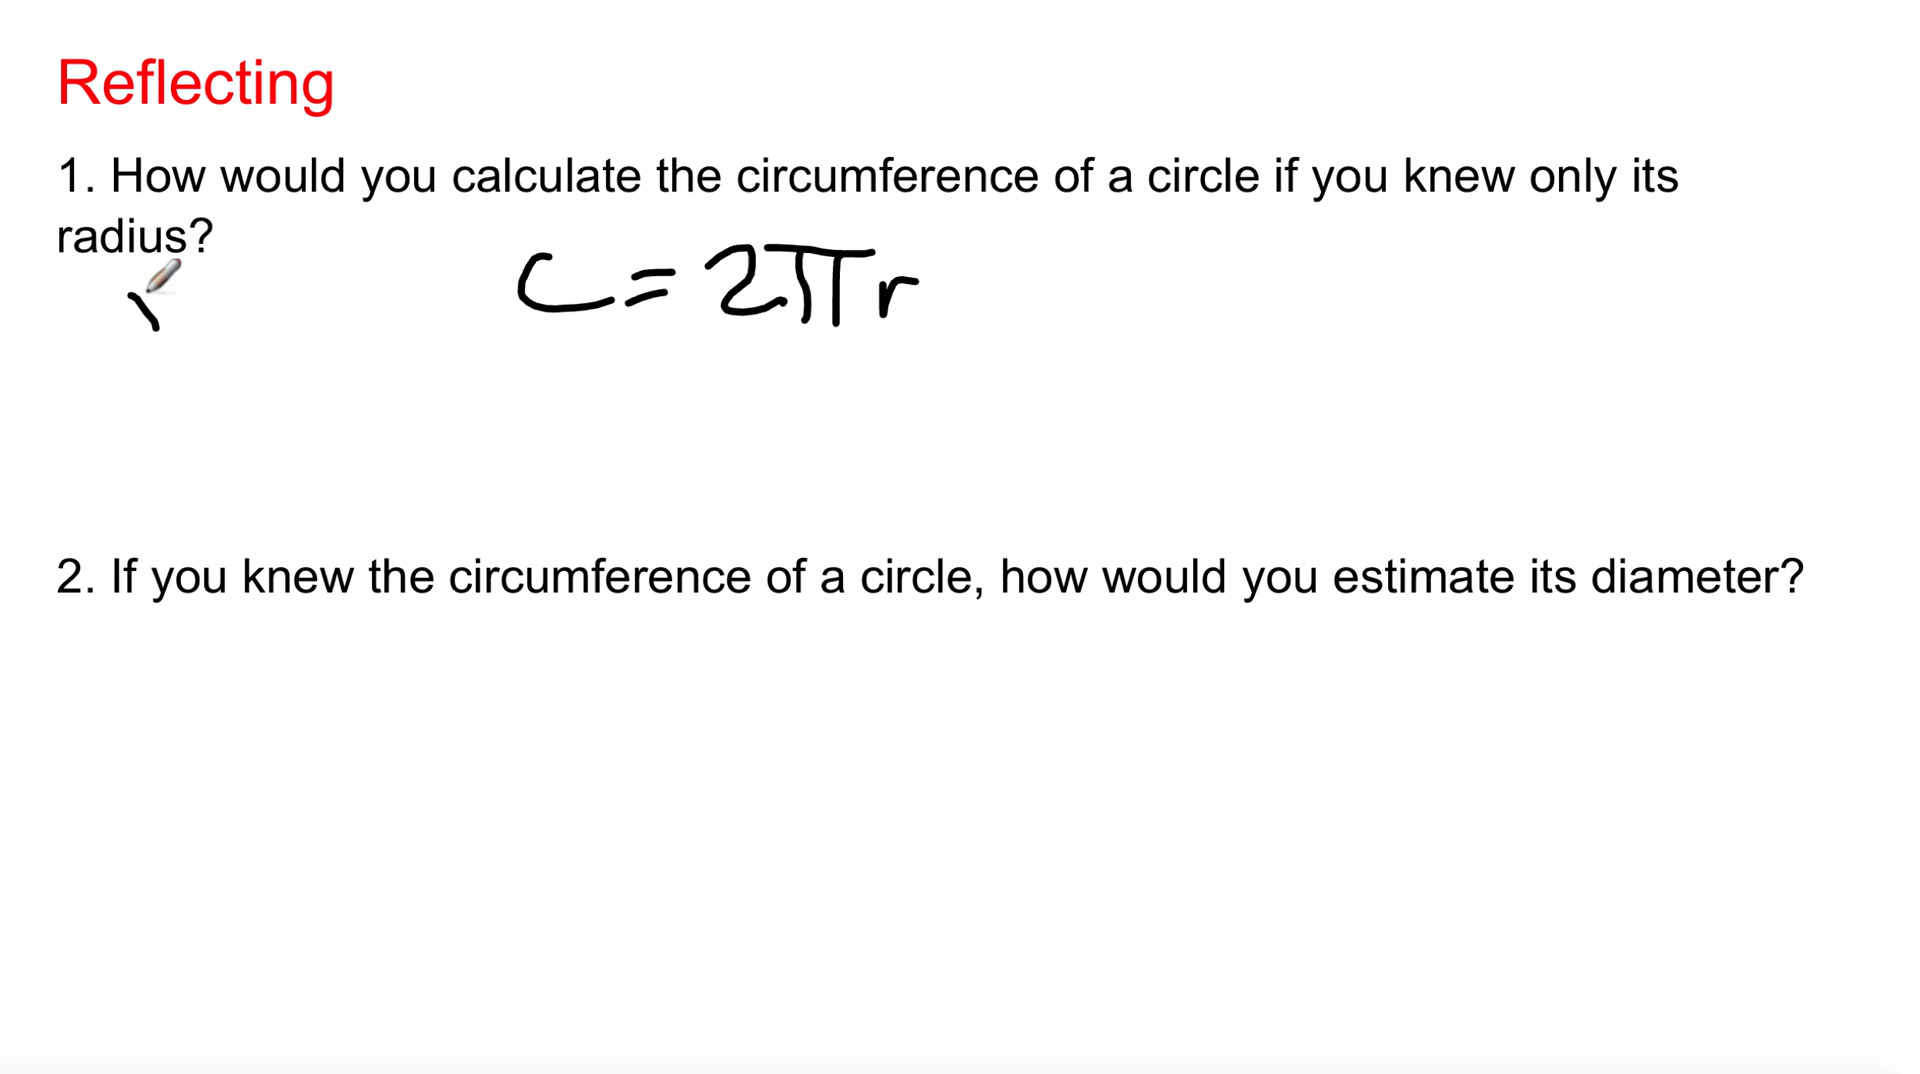 Reflecting
1. How would you calculate the circumference of a circle if you knew only its
radius?
C = 2πr
2. If you knew the circumference of a circle, how would you estimate its diameter?